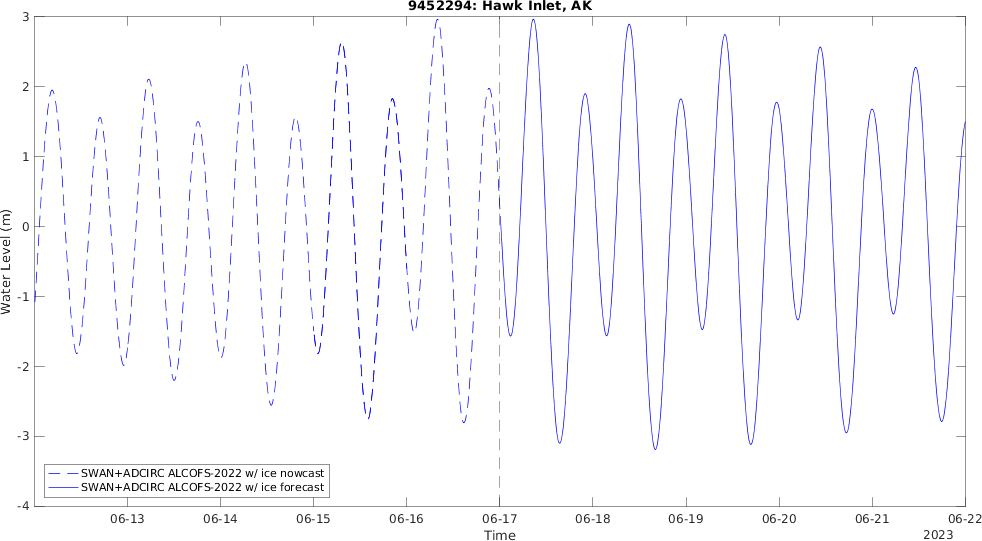 9452294: Hawk Inlet, AK
3
2
1
0
-1
-2
-3
-4
Water Level (m)
SWAN+ADCIRC ALCOFS-2022 w/ ice nowcast
SWAN+ADCIRC ALCOFS-2022 w/ ice forecast
06-13 06-14 06-15 06-16 06-17 06-18 06-19 06-20 06-21 06-22
Time
2023